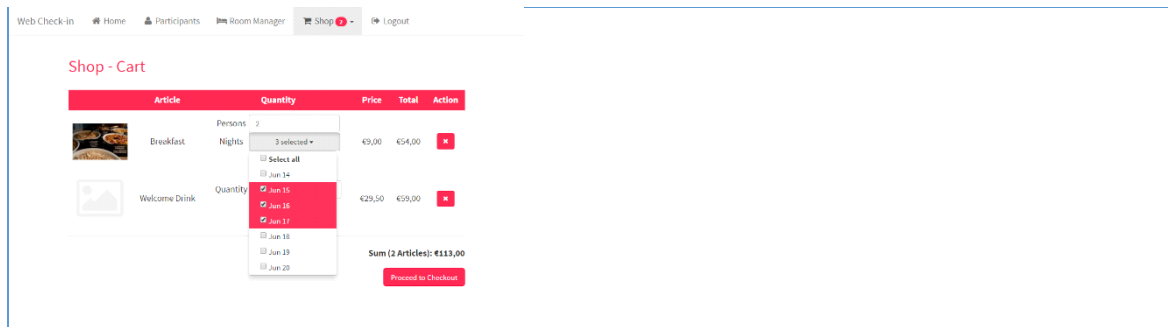 Web Check-in Home Participants Room Manager Shop 2 Logout
Shop - Cart
Article Quantity Price Total Action
Persons 2
Breakfast Nights 3 selected €9,00 €54,00
Select all
Jun 14
Welcome Drink Quantity Jun 15 €29,50 €59,00
Jun 16
Jun 17
Jun 18
Sum (2 Articles): €113,00
Jun 19
Jun 20
Proceed to Checkout